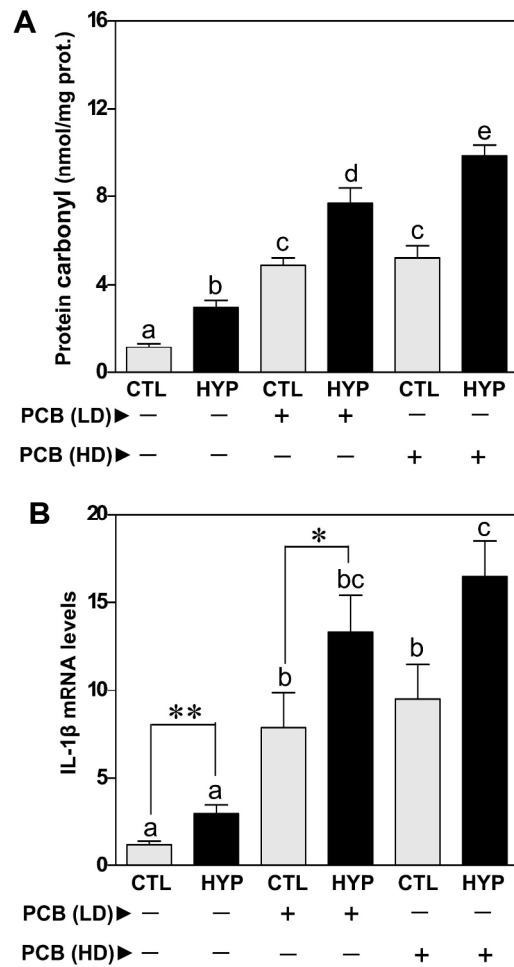 A
Protein carbonyl (nmol/mg prot.)
16
12
8
4
0
a
b
c
d
c
e
CTL HYP CTL HYP CTL HYP
PCB (LD)► — — + + — —
PCB (HD)► — — — — + +
B
IL-1β mRNA levels
20
15
10
5
0
**
*
a
a
b
bc
b
c
CTL HYP CTL HYP CTL HYP
PCB (LD)► — — + + — —
PCB (HD)► — — — — + +